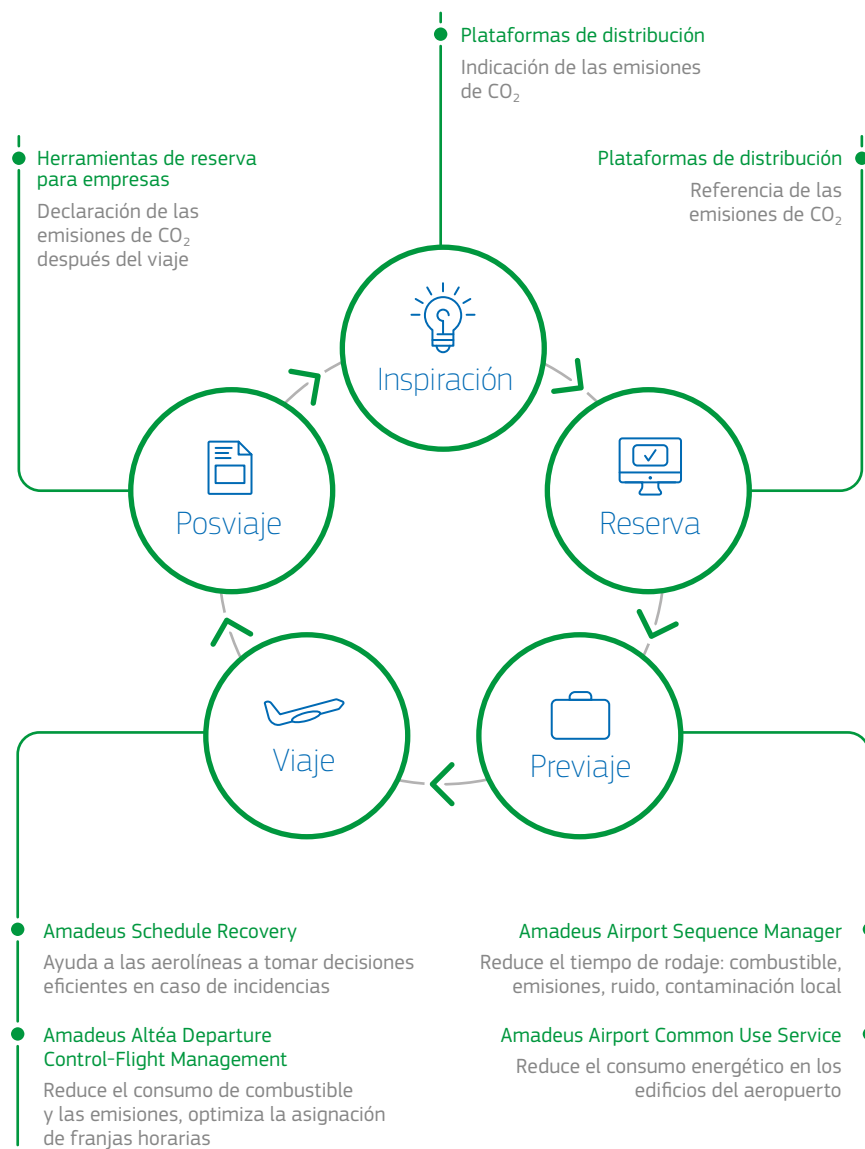 Plataformas de distribución
Indicación de las emisiones
de CO₂
Herramientas de reserva
para empresas
Declaración de las
emisiones de CO₂
después del viaje
Plataformas de distribución
Referencia de las
emisiones de CO₂
Inspiración
Posviaje
Reserva
Viaje
Previaje
Amadeus Schedule Recovery
Ayuda a las aerolíneas a tomar decisiones
eficientes en caso de incidencias
Amadeus Altéa Departure
Control-Flight Management
Reduce el consumo de combustible
y las emisiones, optimiza la asignación
de franjas horarias
Amadeus Airport Sequence Manager
Reduce el tiempo de rodaje: combustible,
emisiones, ruido, contaminación local
Amadeus Airport Common Use Service
Reduce el consumo energético en los
edificios del aeropuerto